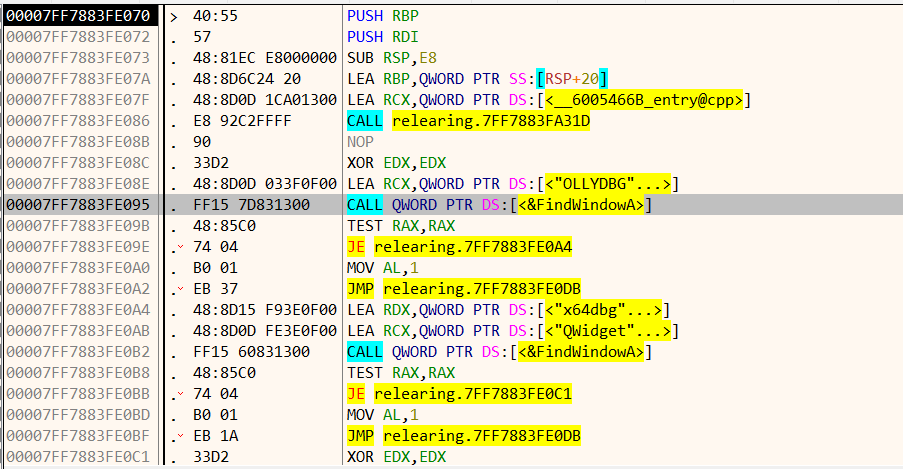 00007FF7883FE070 > 40:55 PUSH RBP
00007FF7883FE072 . 57 PUSH RDI
00007FF7883FE073 . 48:81EC E8000000 SUB RSP,E8
00007FF7883FE07A . 48:8D6C24 20 LEA RBP,QWORD PTR SS:[RSP+20]
00007FF7883FE07F . 48:8D0D 1CA01300 LEA RCX,QWORD PTR DS:[<__6005466B_entry@cpp>]
00007FF7883FE086 . E8 92C2FFFF CALL relearing.7FF7883FA31D
00007FF7883FE08B . 90 NOP
00007FF7883FE08C . 33D2 XOR EDX,EDX
00007FF7883FE08E . 48:8D0D 033F0F00 LEA RCX,QWORD PTR DS:[<"OLLYDBG"...>]
00007FF7883FE095 . FF15 7D831300 CALL QWORD PTR DS:[<&FindWindowA>]
00007FF7883FE09B . 48:85C0 TEST RAX,RAX
00007FF7883FE09E . 74 04 JE relearing.7FF7883FE0A4
00007FF7883FE0A0 . B0 01 MOV AL,1
00007FF7883FE0A2 . EB 37 JMP relearing.7FF7883FE0DB
00007FF7883FE0A4 . 48:8D15 F93E0F00 LEA RDX,QWORD PTR DS:[<"x64dbg"...>]
00007FF7883FE0AB . 48:8D0D FE3E0F00 LEA RCX,QWORD PTR DS:[<"QWidget"...>]
00007FF7883FE0B2 . FF15 60831300 CALL QWORD PTR DS:[<&FindWindowA>]
00007FF7883FE0B8 . 48:85C0 TEST RAX,RAX
00007FF7883FE0BB . 74 04 JE relearing.7FF7883FE0C1
00007FF7883FE0BD . B0 01 MOV AL,1
00007FF7883FE0BF . EB 1A JMP relearing.7FF7883FE0DB
00007FF7883FE0C1 . 33D2 XOR EDX,EDX